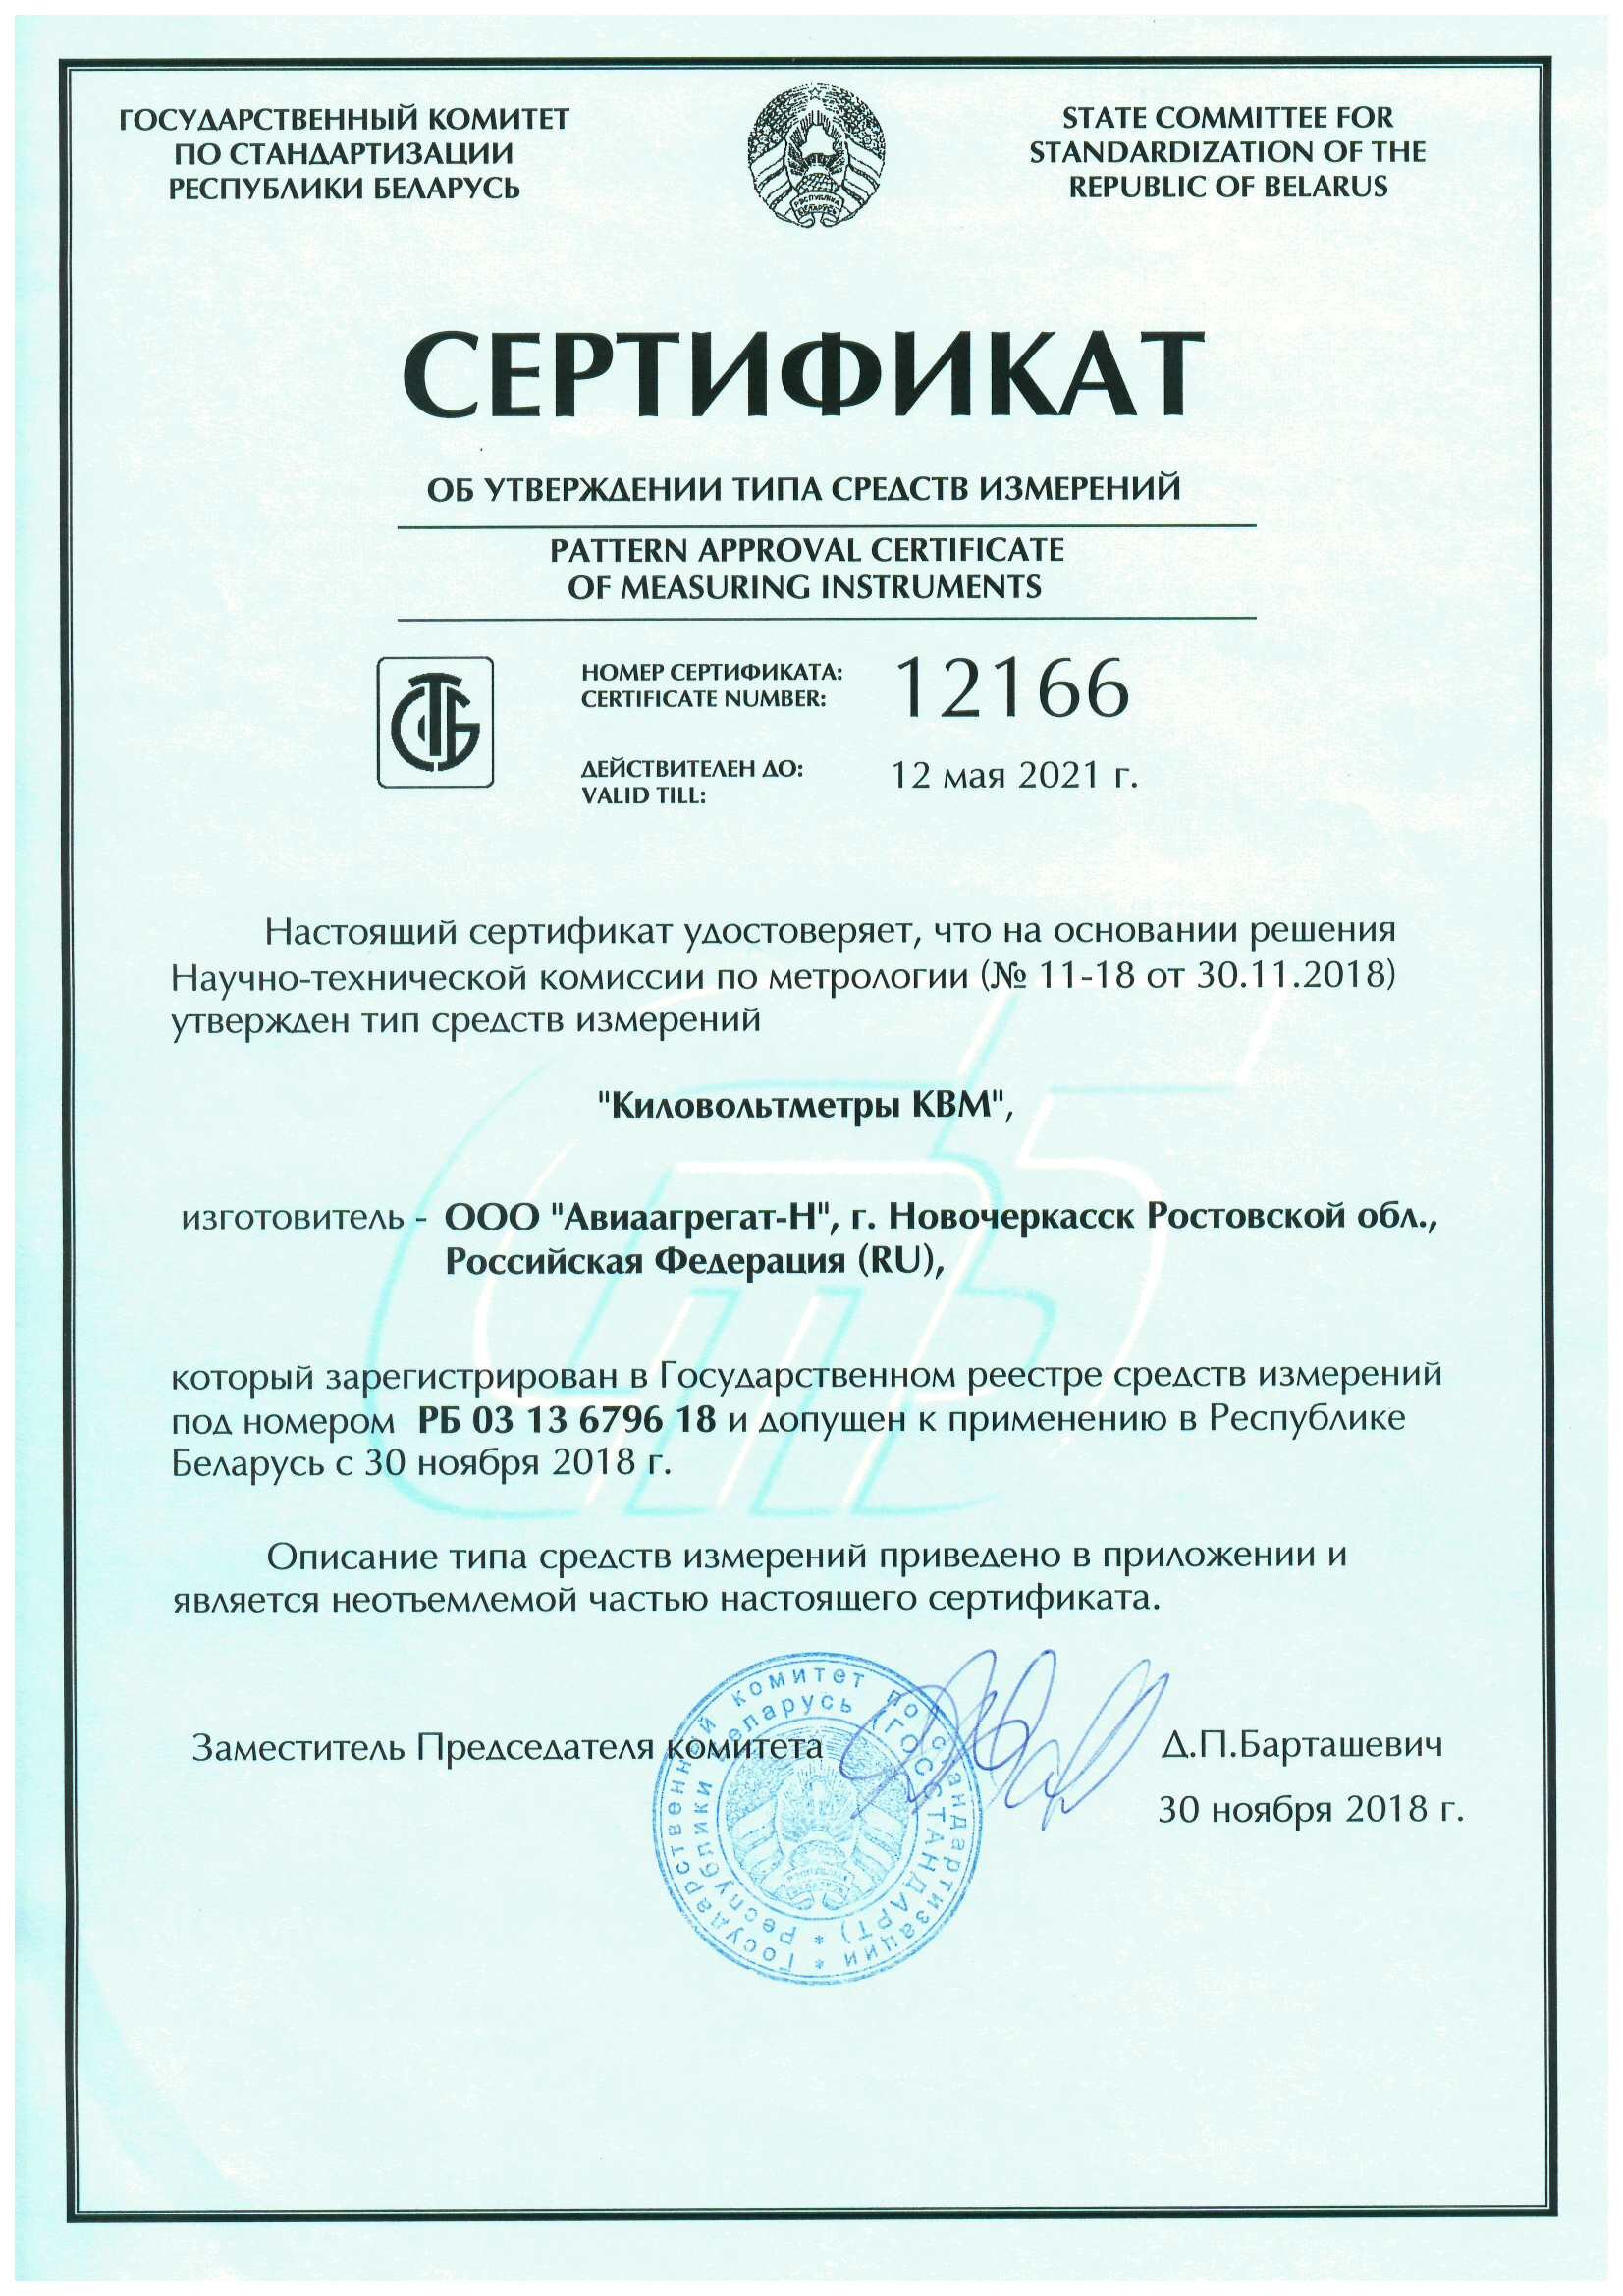 ГОСУДАРСТВЕННЫЙ КОМИТЕТ
ПО СТАНДАРТИЗАЦИИ
РЕСПУБЛИКИ БЕЛАРУСЬ
STATE COMMITTEE FOR
STANDARDIZATION OF THE
REPUBLIC OF BELARUS
СЕРТИФИКАТ
ОБ УТВЕРЖДЕНИИ ТИПА СРЕДСТВ ИЗМЕРЕНИЙ
PATTERN APPROVAL CERTIFICATE
OF MEASURING INSTRUMENTS
НОМЕР СЕРТИФИКАТА: 12166
CERTIFICATE NUMBER:
ДЕЙСТВИТЕЛЕН ДО: 12 мая 2021 г.
VALID TILL:
Настоящий сертификат удостоверяет, что на основании решения
Научно-технической комиссии по метрологии (№ 11-18 от 30.11.2018)
утвержден тип средств измерений
"Киловольтметры КВМ",
изготовитель - ООО "Авиаагрегат-Н", г. Новочеркасск Ростовской обл.,
Российская Федерация (RU),
который зарегистрирован в Государственном реестре средств измерений
под номером РБ 03 13 6796 18 и допущен к применению в Республике
Беларусь с 30 ноября 2018 г.
Описание типа средств измерений приведено в приложении и
является неотъемлемой частью настоящего сертификата.
Заместитель Председателя комитета
Д.П.Барташевич
30 ноября 2018 г.
Государственный комитет по стандартизации
Республики Беларусь (ГОССТАНДАРТ)